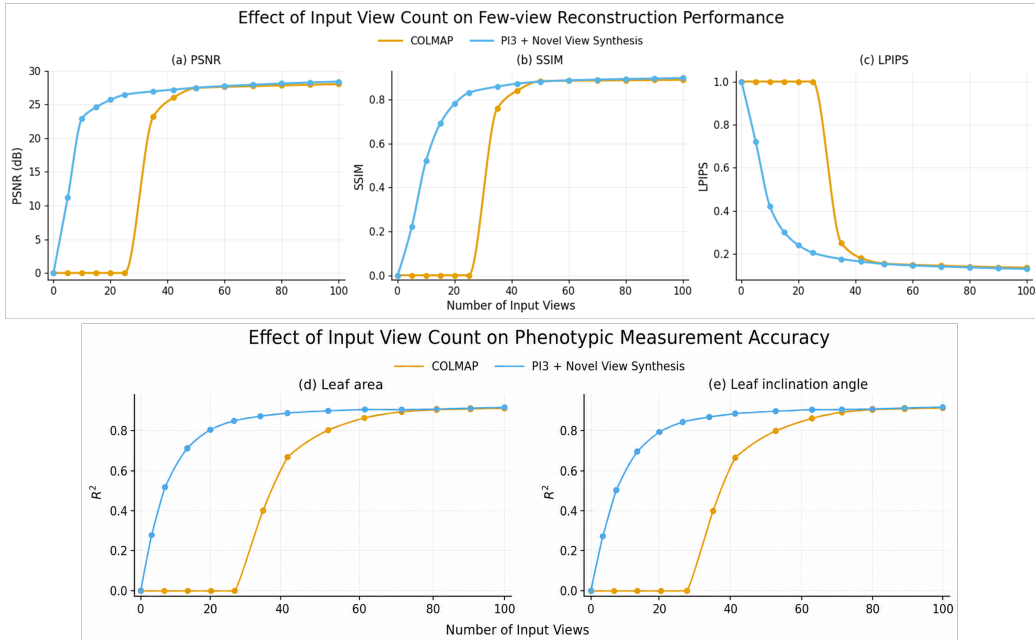 Effect of Input View Count on Few-view Reconstruction Performance
COLMAP PI3 + Novel View Synthesis
(a) PSNR
30
25
20
15
10
5
0
PSNR (dB)
0 20 40 60 80 100
(b) SSIM
0.8
0.6
0.4
0.2
0.0
SSIM
0 20 40 60 80 100
Number of Input Views
(c) LPIPS
1.0
0.8
0.6
0.4
0.2
LPIPS
0 20 40 60 80 100
Effect of Input View Count on Phenotypic Measurement Accuracy
COLMAP PI3 + Novel View Synthesis
(d) Leaf area
0.8
0.6
0.4
0.2
0.0
R²
0 20 40 60 80 100
(e) Leaf inclination angle
0.8
0.6
0.4
0.2
0.0
R²
0 20 40 60 80 100
Number of Input Views